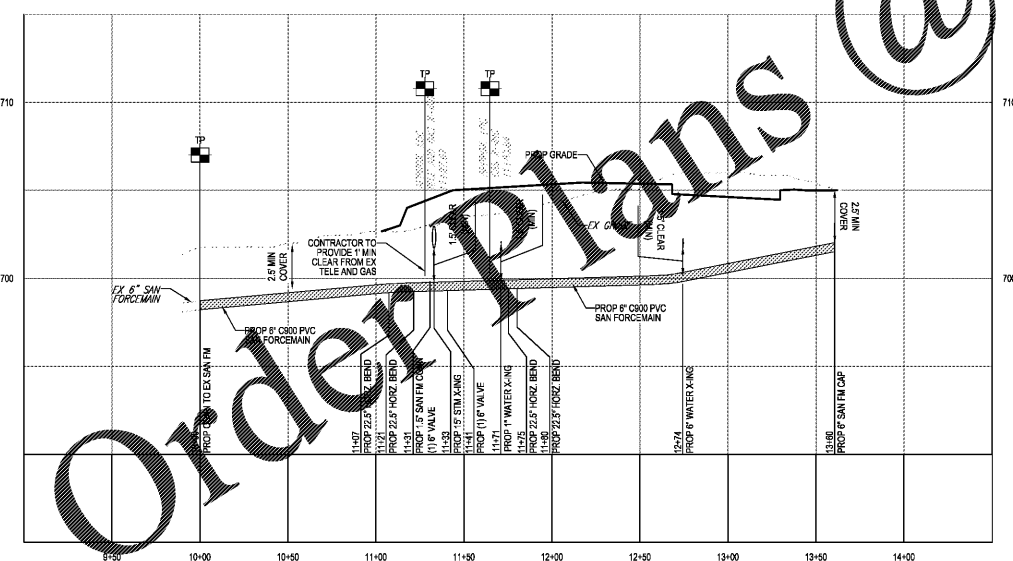 Order Plans @
710
710
TP
TP
TP
PROP GRADE
CONTRACTOR TO
PROVIDE 1' MIN
CLEAR FROM EX
TELE AND GAS
2.5' MIN
COVER
1.5' CLEAR
(MIN)
EX
CLEAR
2.5' MIN
COVER
700
EX 6" SAN
FORCEMAIN
PROP 6" C900 PVC
FORCEMAIN
PROP 6" C900 PVC
SAN FORCEMAIN
PROP TO EX SAN FM
11+07
PROP 22.5° HORZ. BEND
11+21
PROP 22.5° HORZ. BEND
11+31
PROP 1.5" SAN FM
(1) 6" VALVE
11+33
PROP 15" STM X-ING
11+41
PROP (1) 6" VALVE
11+71
PROP 1" WATER X-ING
11+75
PROP 22.5° HORZ. BEND
11+80
PROP 22.5° HORZ. BEND
12+74
PROP 6" WATER X-ING
13+60
PROP 6" SAN FM CAP
9+50
10+00
10+50
11+00
11+50
12+00
12+50
13+00
13+50
14+00